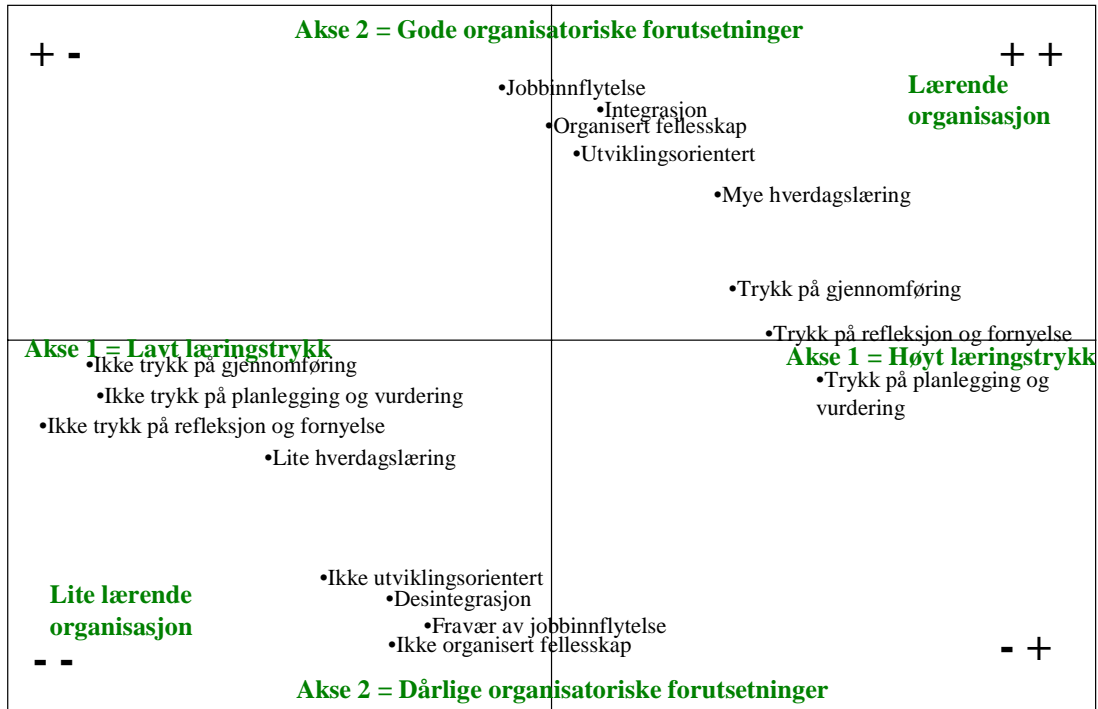 Akse 2 = Gode organisatoriske forutsetninger
+ -
+ +
•Jobbinnflytelse
Lærende
organisasjon
•Integrasjon
•Organisert fellesskap
•Utviklingsorientert
•Mye hverdagslæring
•Trykk på gjennomføring
•Trykk på refleksjon og fornyelse
Akse 1 = Lavt læringstrykk
Akse 1 = Høyt læringstrykk
•Ikke trykk på gjennomføring
•Trykk på planlegging og
vurdering
•Ikke trykk på planlegging og vurdering
•Ikke trykk på refleksjon og fornyelse
•Lite hverdagslæring
•Ikke utviklingsorientert
Lite lærende
organisasjon
•Desintegrasjon
•Fravær av jobbinnflytelse
•Ikke organisert fellesskap
- -
- +
Akse 2 = Dårlige organisatoriske forutsetninger